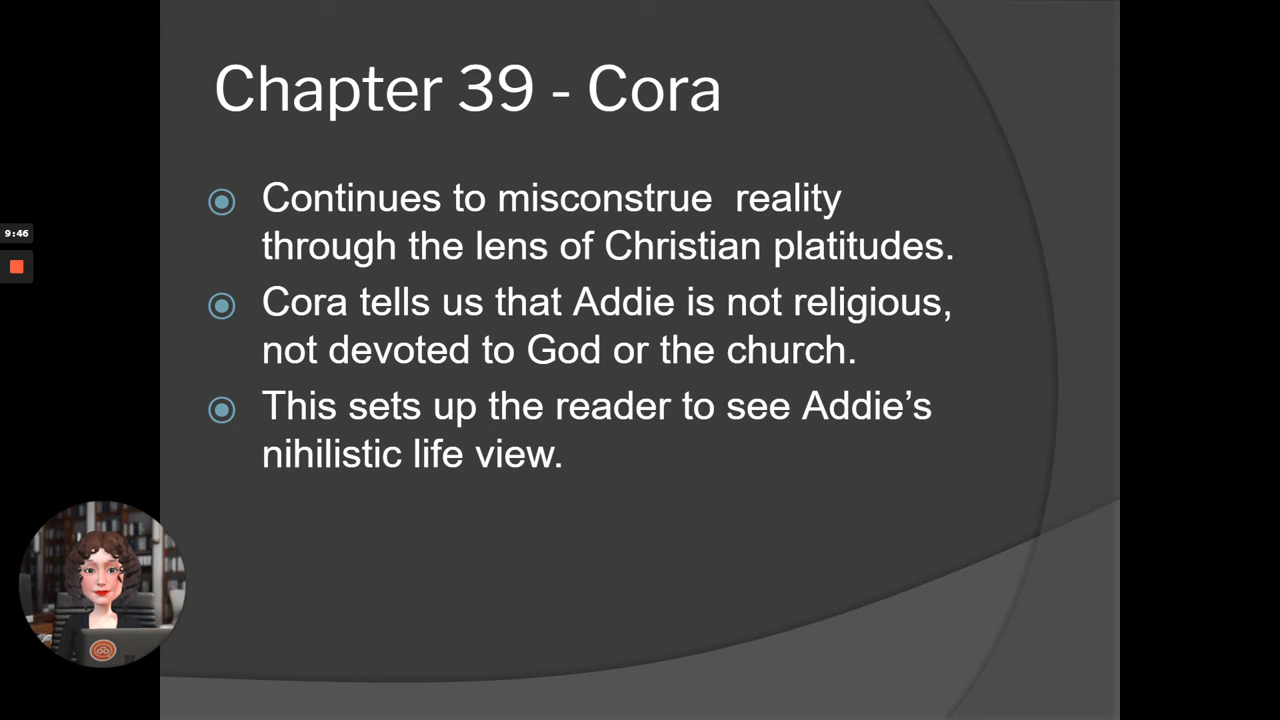 Chapter 39 - Cora
Continues to misconstrue  reality
through the lens of Christian platitudes.
Cora tells us that Addie is not religious,
not devoted to God or the church.
This sets up the reader to see Addie’s
nihilistic life view.
9:46